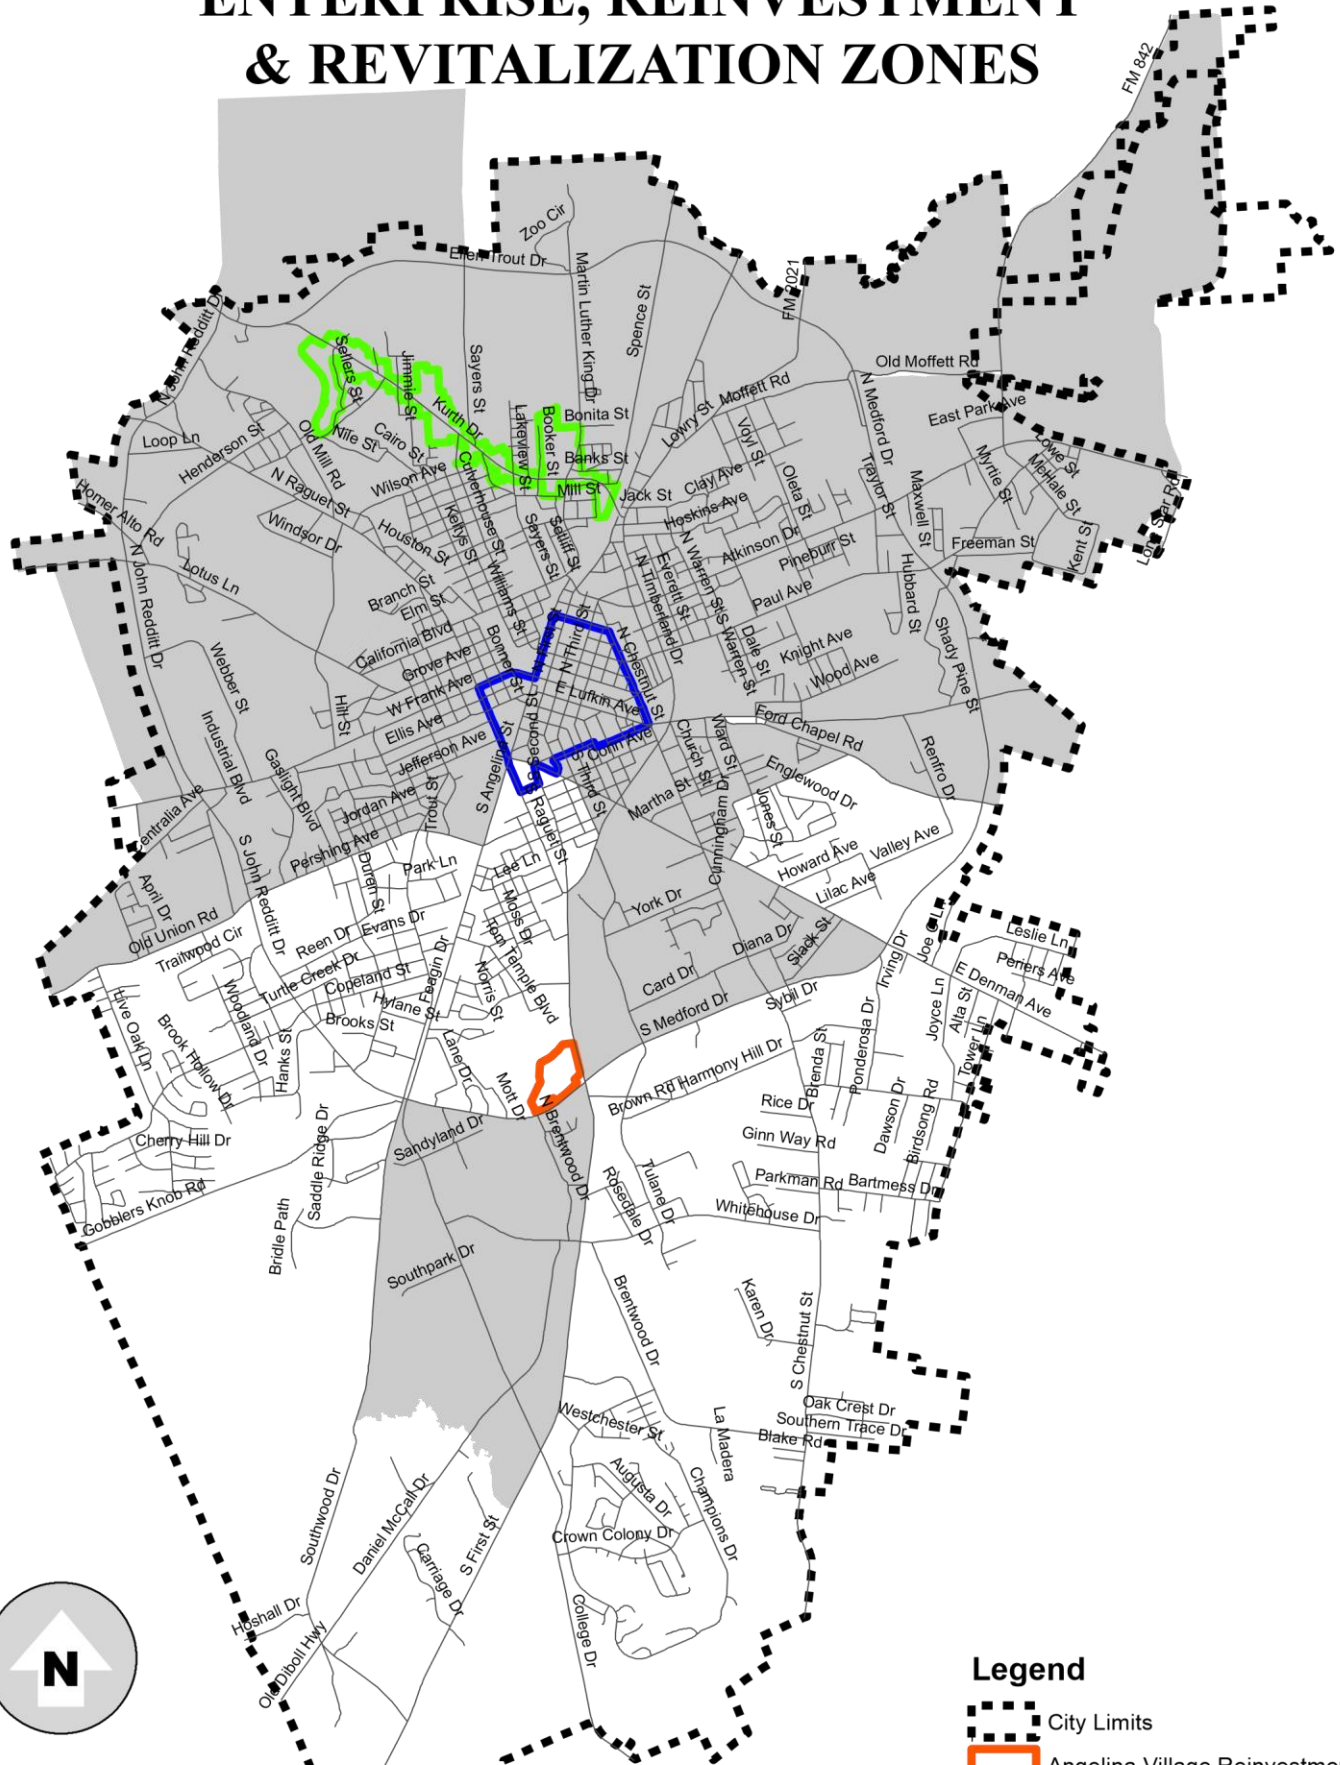 ENTERPRISE, REINVESTMENT
& REVITALIZATION ZONES
FM 842
Zoo Cir
Ellen Trout Dr
Martin Luther King Dr
Spence St
FM 2021
N John Redditt Dr
Sellers St
Jimmie St
Sayers St
Kurth Dr
Old Moffett Rd
Moffett Rd
Lowry St
N Medford Dr
East Park Ave
Bonita St
Lakeview St
Booker St
Banks St
Voyl St
Loop Ln
Henderson St
Old Mill Rd
Nile St
Cairo St
Wilson Ave
Culverhouse St
Mill St
Jack St
Clay Ave
Oleta St
Traylor St
Maxwell St
Myrtie St
Lowe St
McHale St
Lone Star Rd
Homer Alto Rd
N Raguet St
Windsor Dr
Houston St
Keltys St
Sayers St
Setliff St
Hoskins Ave
Atkinson Dr
Pineburr St
Freeman St
Kent St
N John Redditt Dr
Lotus Ln
Branch St
Elm St
Williams St
N Timberland Dr
Everett St
N Warren St
Paul Ave
Hubbard St
California Blvd
Grove Ave
Bonner St
N First St
N Third St
N Chestnut St
S Warren St
Dale St
Knight Ave
Wood Ave
Shady Pine St
Webber St
Hill St
W Frank Ave
Ellis Ave
Jefferson Ave
E Lufkin Ave
S Second St
Conn Ave
S Third St
Church St
Ward St
Ford Chapel Rd
Renfro Dr
Industrial Blvd
Gaslight Blvd
S Angelina St
Englewood Dr
Centralia Ave
Jordan Ave
Trout St
S Raguet St
Martha St
Cunningham Dr
Jones St
Pershing Ave
Howard Ave
Valley Ave
Lilac Ave
April Dr
S John Redditt Dr
Duren St
Park Ln
Lee Ln
Moss Dr
York Dr
Old Union Rd
Trailwood Cir
Reen Dr
Evans Dr
Tom Temple Blvd
Diana Dr
Slack St
Joe C Ln
Leslie Ln
Periers Ave
Turtle Creek Dr
Copeland St
Feagin Dr
Norris St
Card Dr
Irving Dr
E Denman Ave
Live Oak Ln
Woodland Dr
Hylane St
Brooks St
S Medford Dr
Sybil Dr
Joyce Ln
Alta St
Tower Ln
Brook Hollow Dr
Hanks St
Lane Dr
Mott Dr
Brown Rd
Harmony Hill Dr
Brenda St
Ponderosa Dr
Rice Dr
Dawson Dr
Birdsong Rd
Cherry Hill Dr
Saddle Ridge Dr
Sandyland Dr
N Brentwood Dr
Ginn Way Rd
Gobblers Knob Rd
Rosedale Dr
Tulane Dr
Parkman Rd
Bartmess Dr
Whitehouse Dr
Bridle Path
Southpark Dr
Brentwood Dr
Karen Dr
S Chestnut St
Westchester St
La Madera
Oak Crest Dr
Southern Trace Dr
Blake Rd
Southwood Dr
Daniel McCall Dr
S First St
Augusta Dr
Champions Dr
Crown Colony Dr
Carriage Dr
Hoshall Dr
Old Diboll Hwy
College Dr
N
Legend
City Limits
Angelina Village